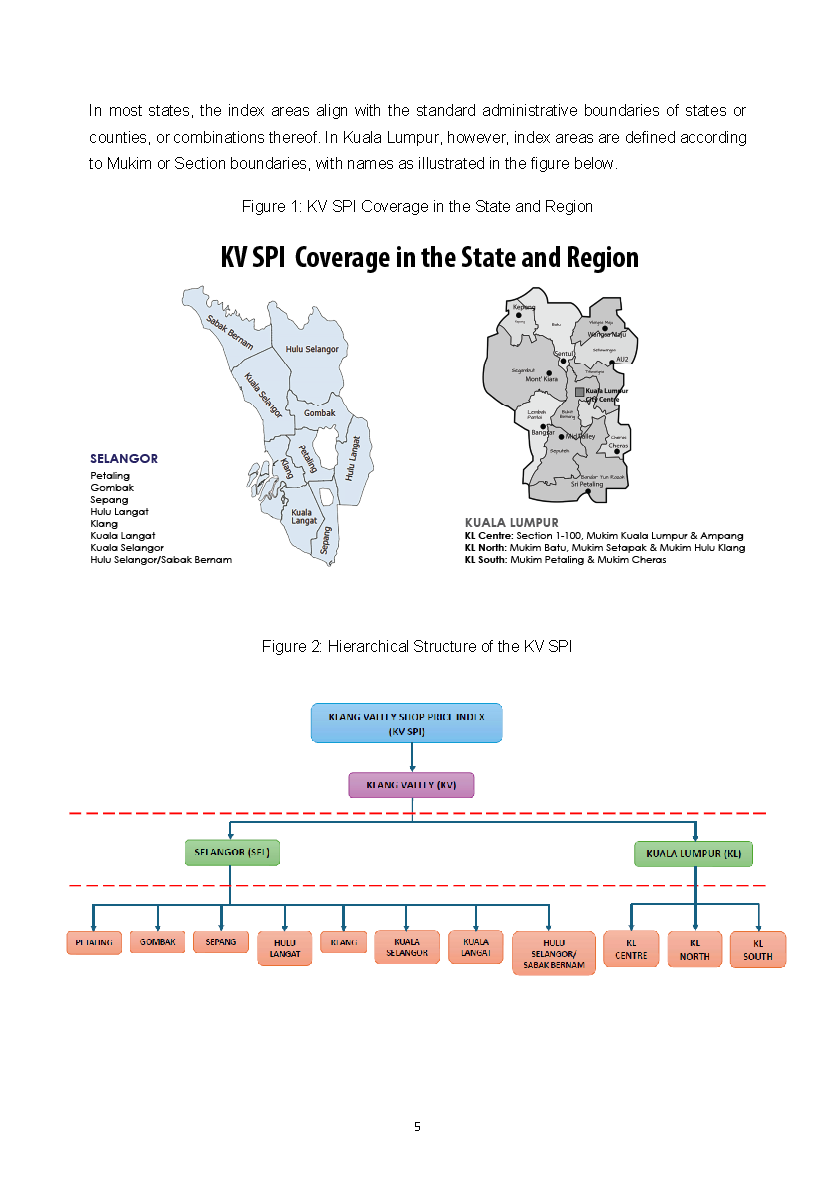 In most states, the index areas align with the standard administrative boundaries of states or
counties, or combinations thereof. In Kuala Lumpur, however, index areas are defined according
to Mukim or Section boundaries, with names as illustrated in the figure below.
Figure 1: KV SPI Coverage in the State and Region
KV SPI Coverage in the State and Region
Sabak Bernam
Hulu Selangor
Kuala Selangor
Gombak
Petaling
Klang
Hulu Langat
Kuala
Langat
Sepang
SELANGOR
Petaling
Gombak
Sepang
Hulu Langat
Klang
Kuala Langat
Kuala Selangor
Hulu Selangor/Sabak Bernam
Kepong
Kepong
Batu
Wangsa Maju
Wangsa Maju
Setiawangsa
Sentul
AU2
Segambut
Titiwangsa
Mont' Kiara
Kuala Lumpur
City Centre
Lembah
Pantai
Bukit
Bintang
Bangsar
Mid Valley
Cheras
Cheras
Seputeh
Bandar Tun Razak
Sri Petaling
KUALA LUMPUR
KL Centre: Section 1-100, Mukim Kuala Lumpur & Ampang
KL North: Mukim Batu, Mukim Setapak & Mukim Hulu Klang
KL South: Mukim Petaling & Mukim Cheras
Figure 2: Hierarchical Structure of the KV SPI
KLANG VALLEY SHOP PRICE INDEX
(KV SPI)
KLANG VALLEY (KV)
SELANGOR (SEL)
KUALA LUMPUR (KL)
PETALING
GOMBAK
SEPANG
HULU
LANGAT
KLANG
KUALA
SELANGOR
KUALA
LANGAT
HULU
SELANGOR/
SABAK BERNAM
KL
CENTRE
KL
NORTH
KL
SOUTH
5